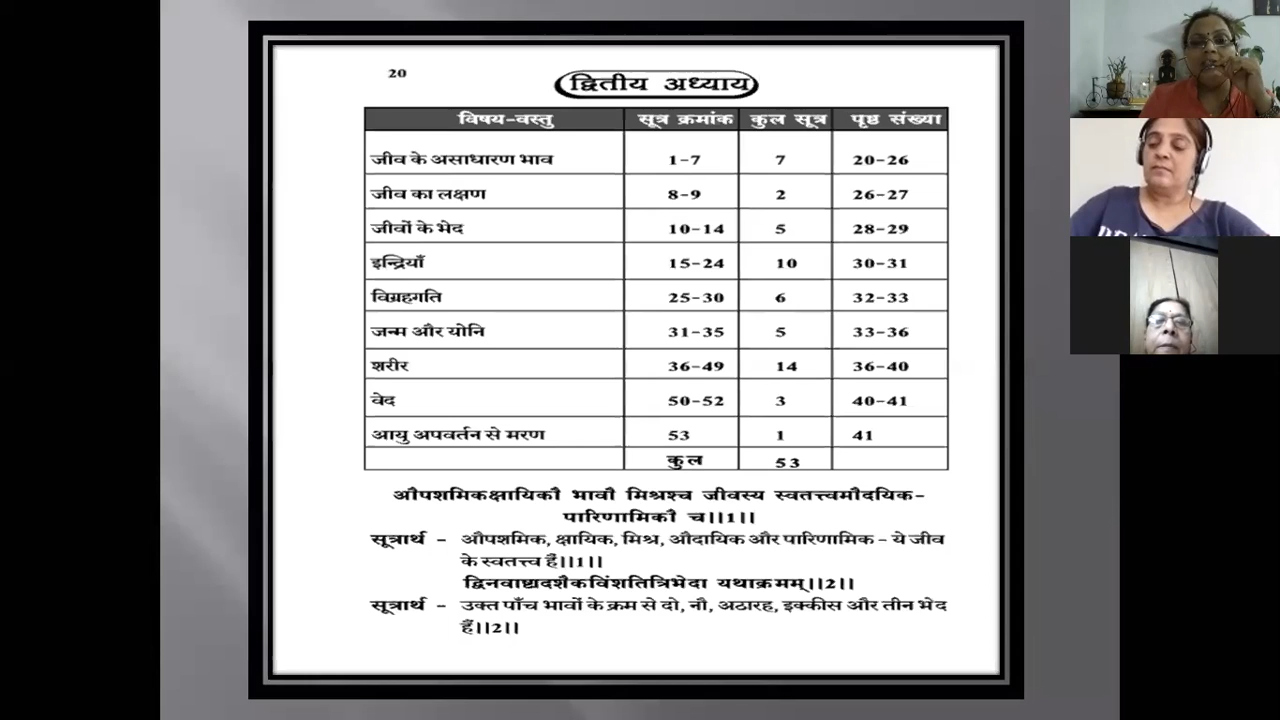 20
द्वितीय अध्याय
विषय-वस्तु सूत्र क्रमांक कुल सूत्र पृष्ठ संख्या
जीव के असाधारण भाव 1-7 7 20-26
जीव का लक्षण 8-9 2 26-27
जीवों के भेद 10-14 5 28-29
इन्द्रियाँ 15-24 10 30-31
विग्रहगति 25-30 6 32-33
जन्म और योनि 31-35 5 33-36
शरीर 36-49 14 36-40
वेद 50-52 3 40-41
आयु अपवर्तन से मरण 53 1 41
कुल 53
औपशमिकक्षायिकौ भावौ मिश्रश्च जीवस्य स्वतत्त्वमौदयिक-
पारिणामिकौ च।।1।।
सूत्रार्थ - औपशमिक, क्षायिक, मिश्र, औदायिक और पारिणामिक - ये जीव
के स्वतत्त्व हैं।।1।।
द्विनवाष्टादशैकविंशतित्रिभेदा यथाक्रमम्।।2।।
सूत्रार्थ - उक्त पाँच भावों के क्रम से दो, नौ, अठारह, इक्कीस और तीन भेद
हैं।।2।।